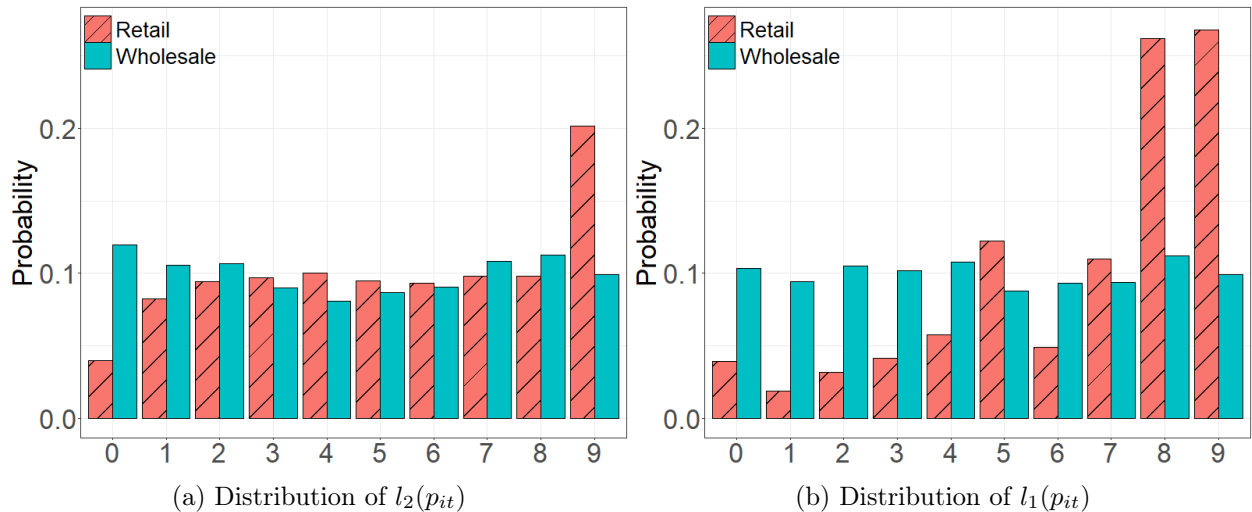 Retail
Wholesale
Probability
0.2
0.1
0.0
0 1 2 3 4 5 6 7 8 9
(a) Distribution of l₂(pᵢₜ)
Retail
Wholesale
Probability
0.2
0.1
0.0
0 1 2 3 4 5 6 7 8 9
(b) Distribution of l₁(pᵢₜ)